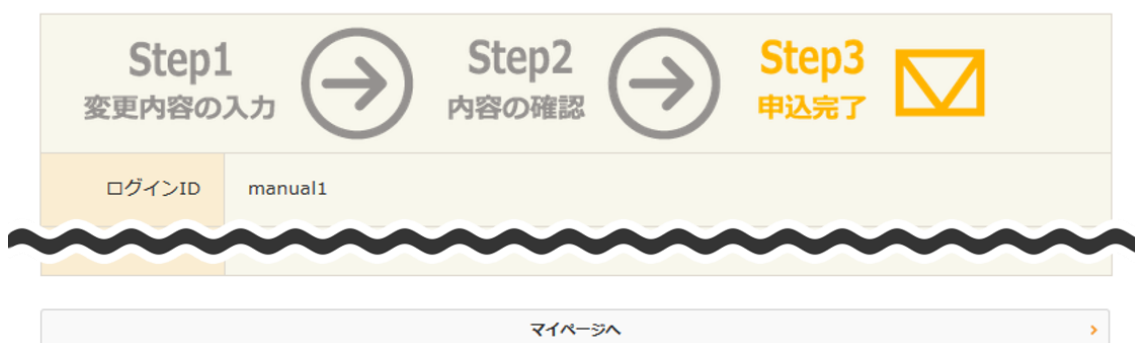 Step1
変更内容の入力
Step2
内容の確認
Step3
申込完了
ログインID
manual1
マイページへ